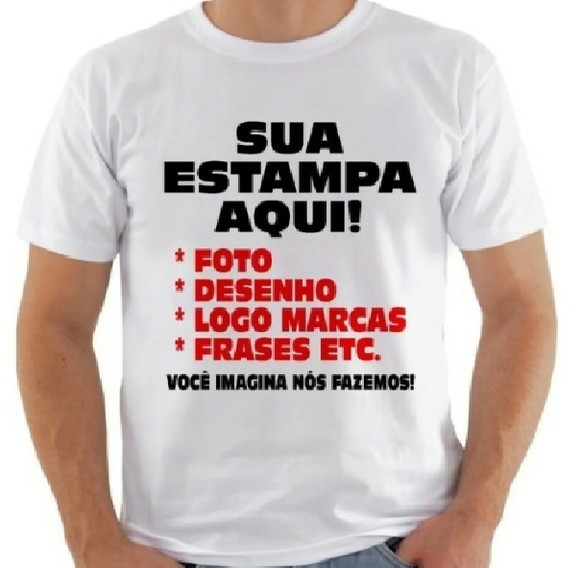 SUA
ESTAMPA
AQUI!
* FOTO
* DESENHO
* LOGO MARCAS
* FRASES ETC.
VOCÊ IMAGINA NÓS FAZEMOS!